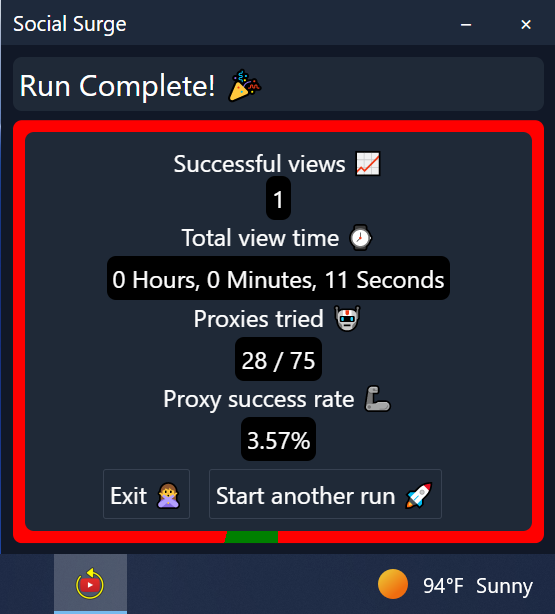 Social Surge
Run Complete! 🎉
Successful views 📈
1
Total view time ⌚
0 Hours, 0 Minutes, 11 Seconds
Proxies tried 🤖
28 / 75
Proxy success rate 🦾
3.57%
Exit 🙅
Start another run 🚀
94°F Sunny